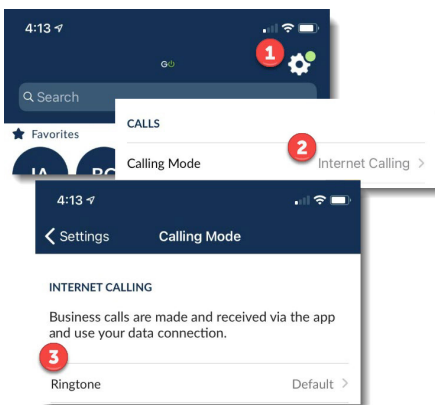 4:13
1
GO
Search
Favorites
IA
CALLS
2
Calling Mode
Internet Calling
4:13
Settings
Calling Mode
INTERNET CALLING
Business calls are made and received via the app
and use your data connection.
3
Ringtone
Default